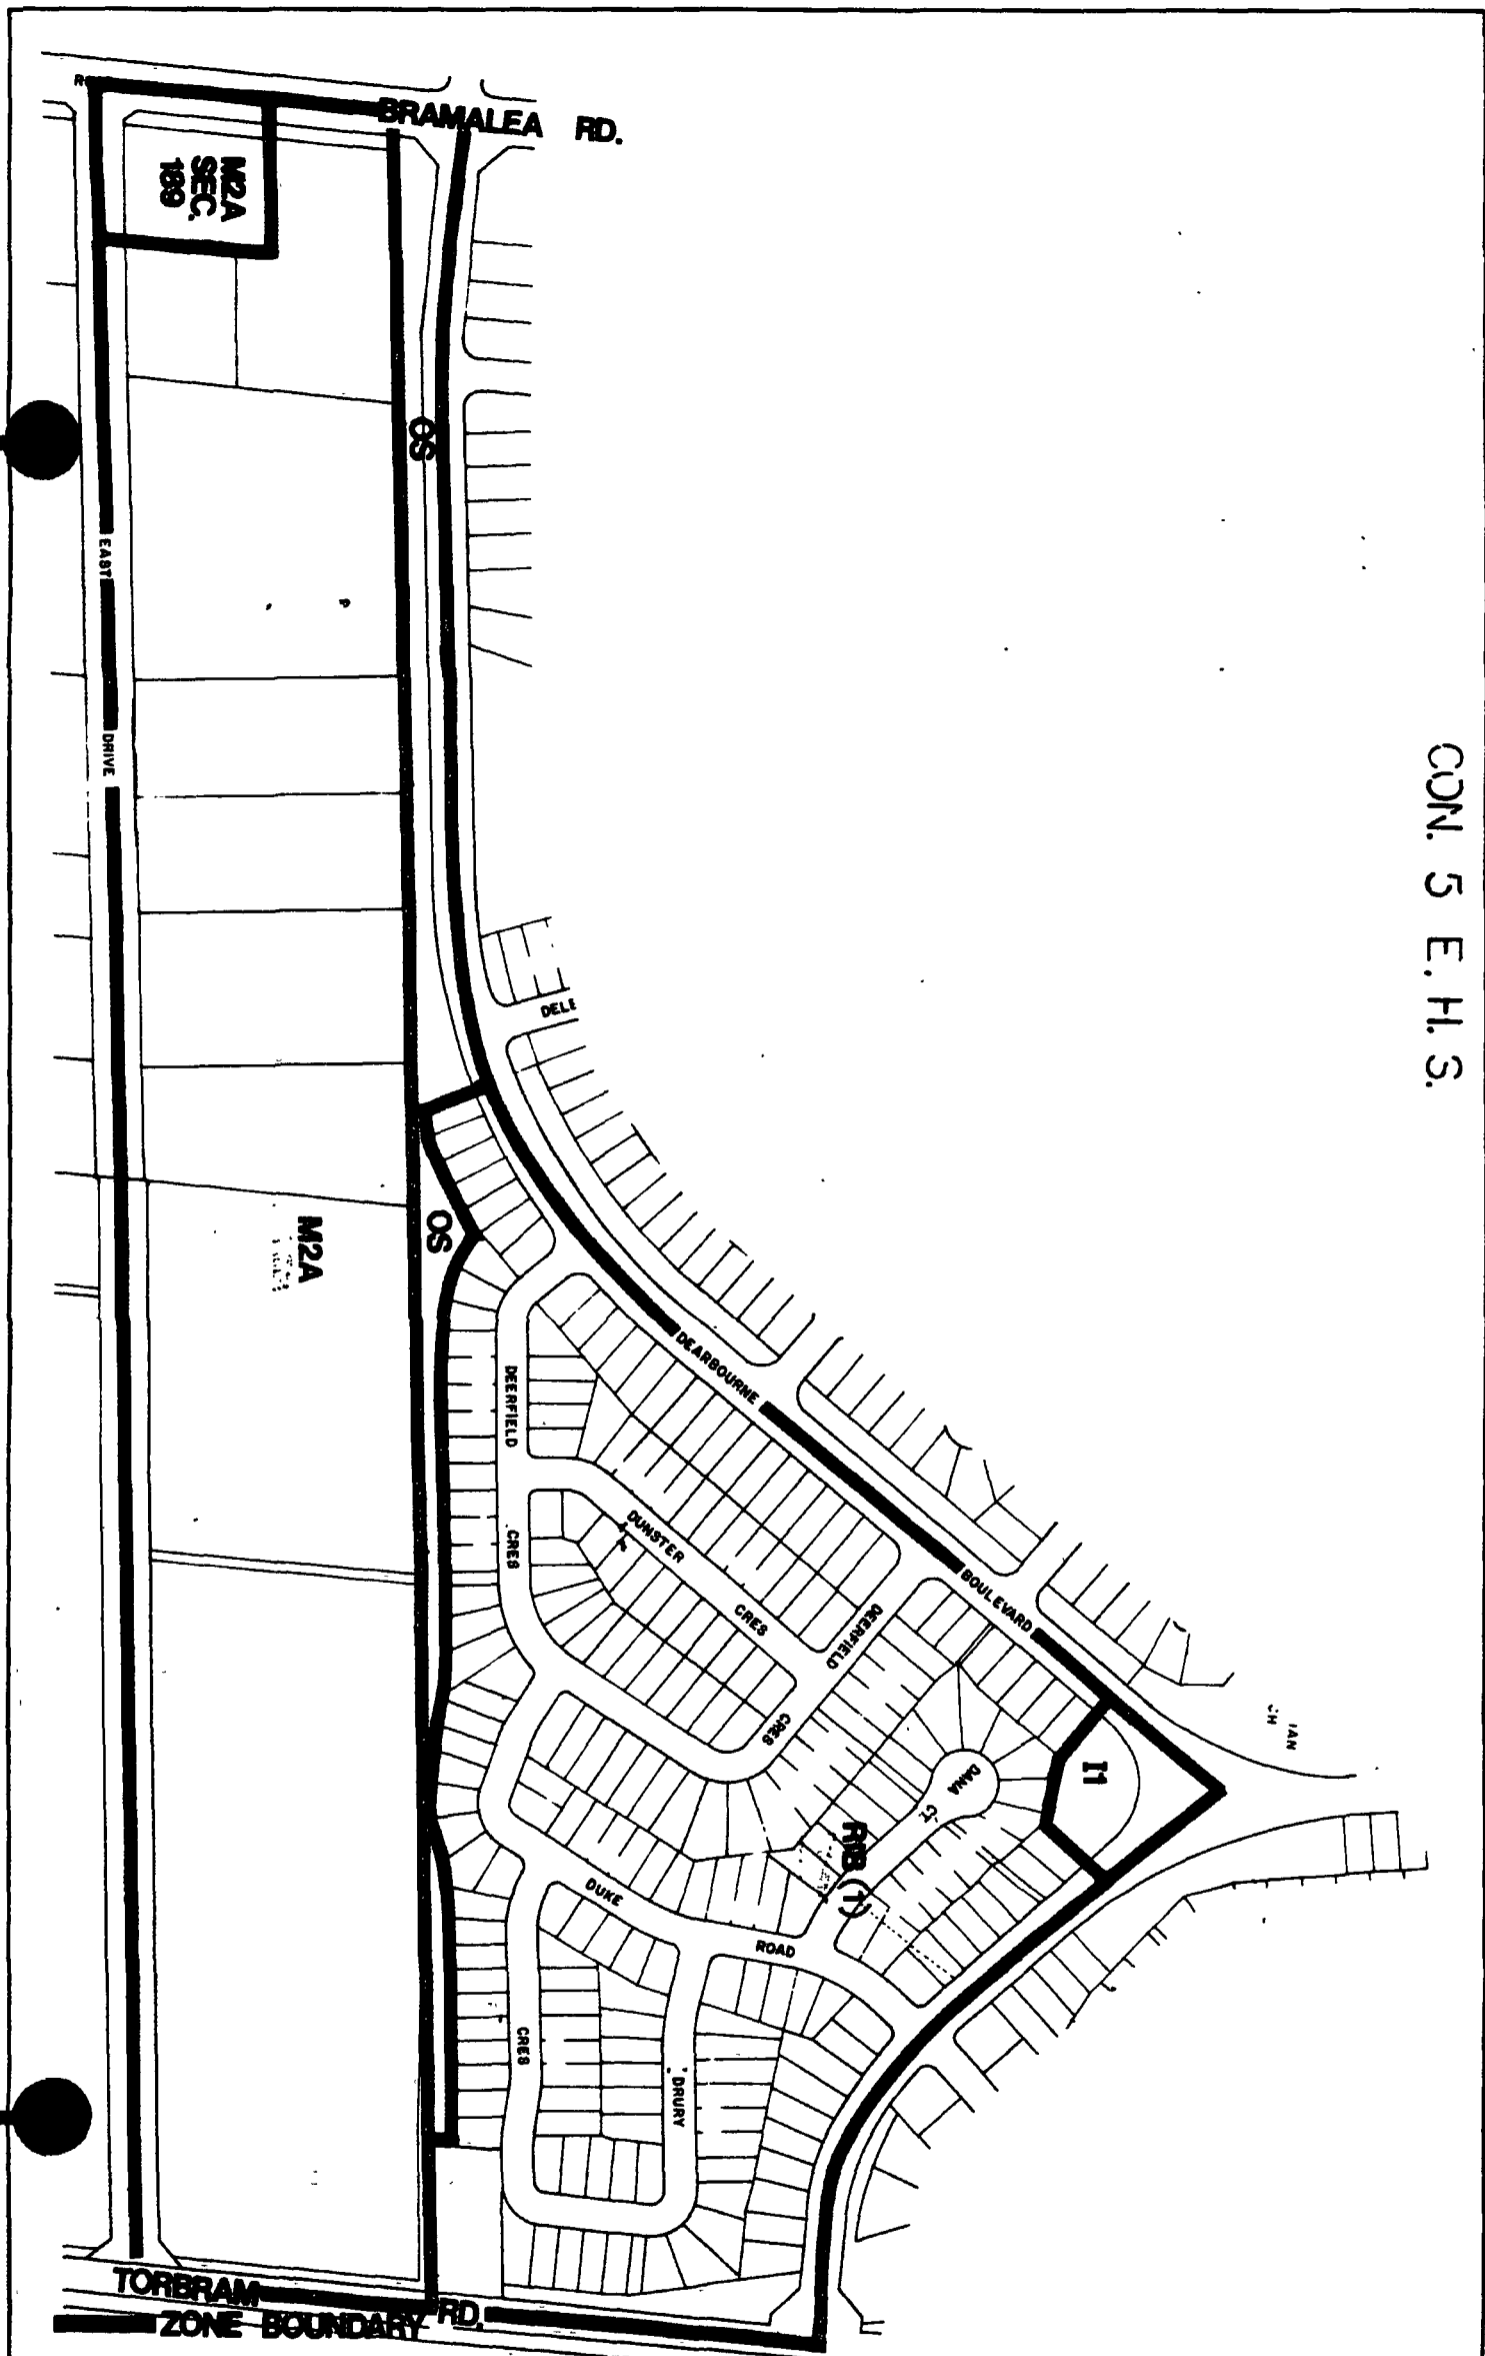 BRAMALEA RD.
M2A
SEC.
189
OS
EAST
DRIVE
CON. 5 E.H.S.
OS
M2A
DEARBOURNE
BOULEVARD
DEERFIELD
CRES
DUNSTER
CRES
DEERFIELD
CRES
DANA
CT.
I1
R1B (1)
DUKE
ROAD
CRES
DRURY
TORBRAM RD.
ZONE BOUNDARY